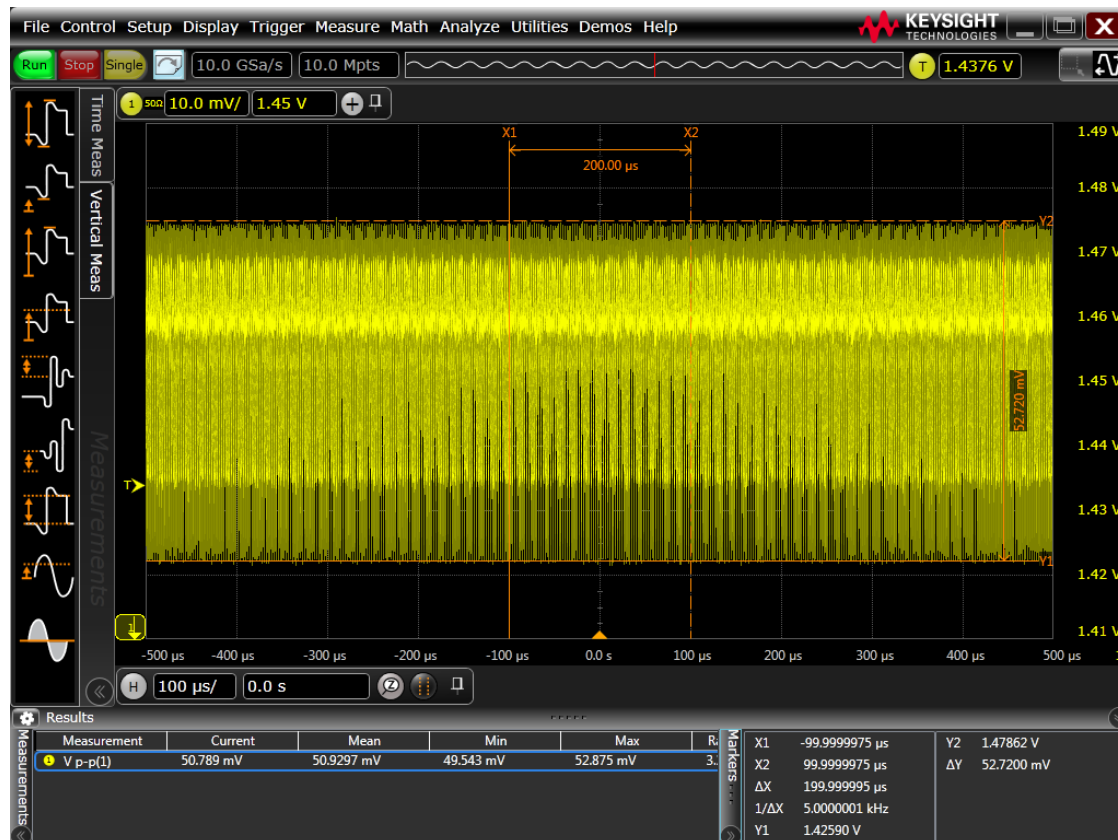 File Control Setup Display Trigger Measure Math Analyze Utilities Demos Help
KEYSIGHT
TECHNOLOGIES
Run Stop Single 10.0 GSa/s 10.0 Mpts T 1.4376 V
Time Meas
Vertical Meas
Measurements
1 50Ω 10.0 mV/ 1.45 V
X1 X2
200.00 µs
1.49 V
1.48 V
Y2
1.47 V
1.46 V
1.45 V
52.720 mV
1.44 V
T
1.43 V
Y1
1.42 V
1
1.41 V
-500 µs -400 µs -300 µs -200 µs -100 µs 0.0 s 100 µs 200 µs 300 µs 400 µs 500 µs
H 100 µs/ 0.0 s Z
Results
Measurements
Measurement Current Mean Min Max
1 V p-p(1) 50.789 mV 50.9297 mV 49.543 mV 52.875 mV
Markers
X1 -99.9999975 µs
X2 99.9999975 µs
ΔX 199.999995 µs
1/ΔX 5.0000001 kHz
Y1 1.42590 V
Y2 1.47862 V
ΔY 52.7200 mV